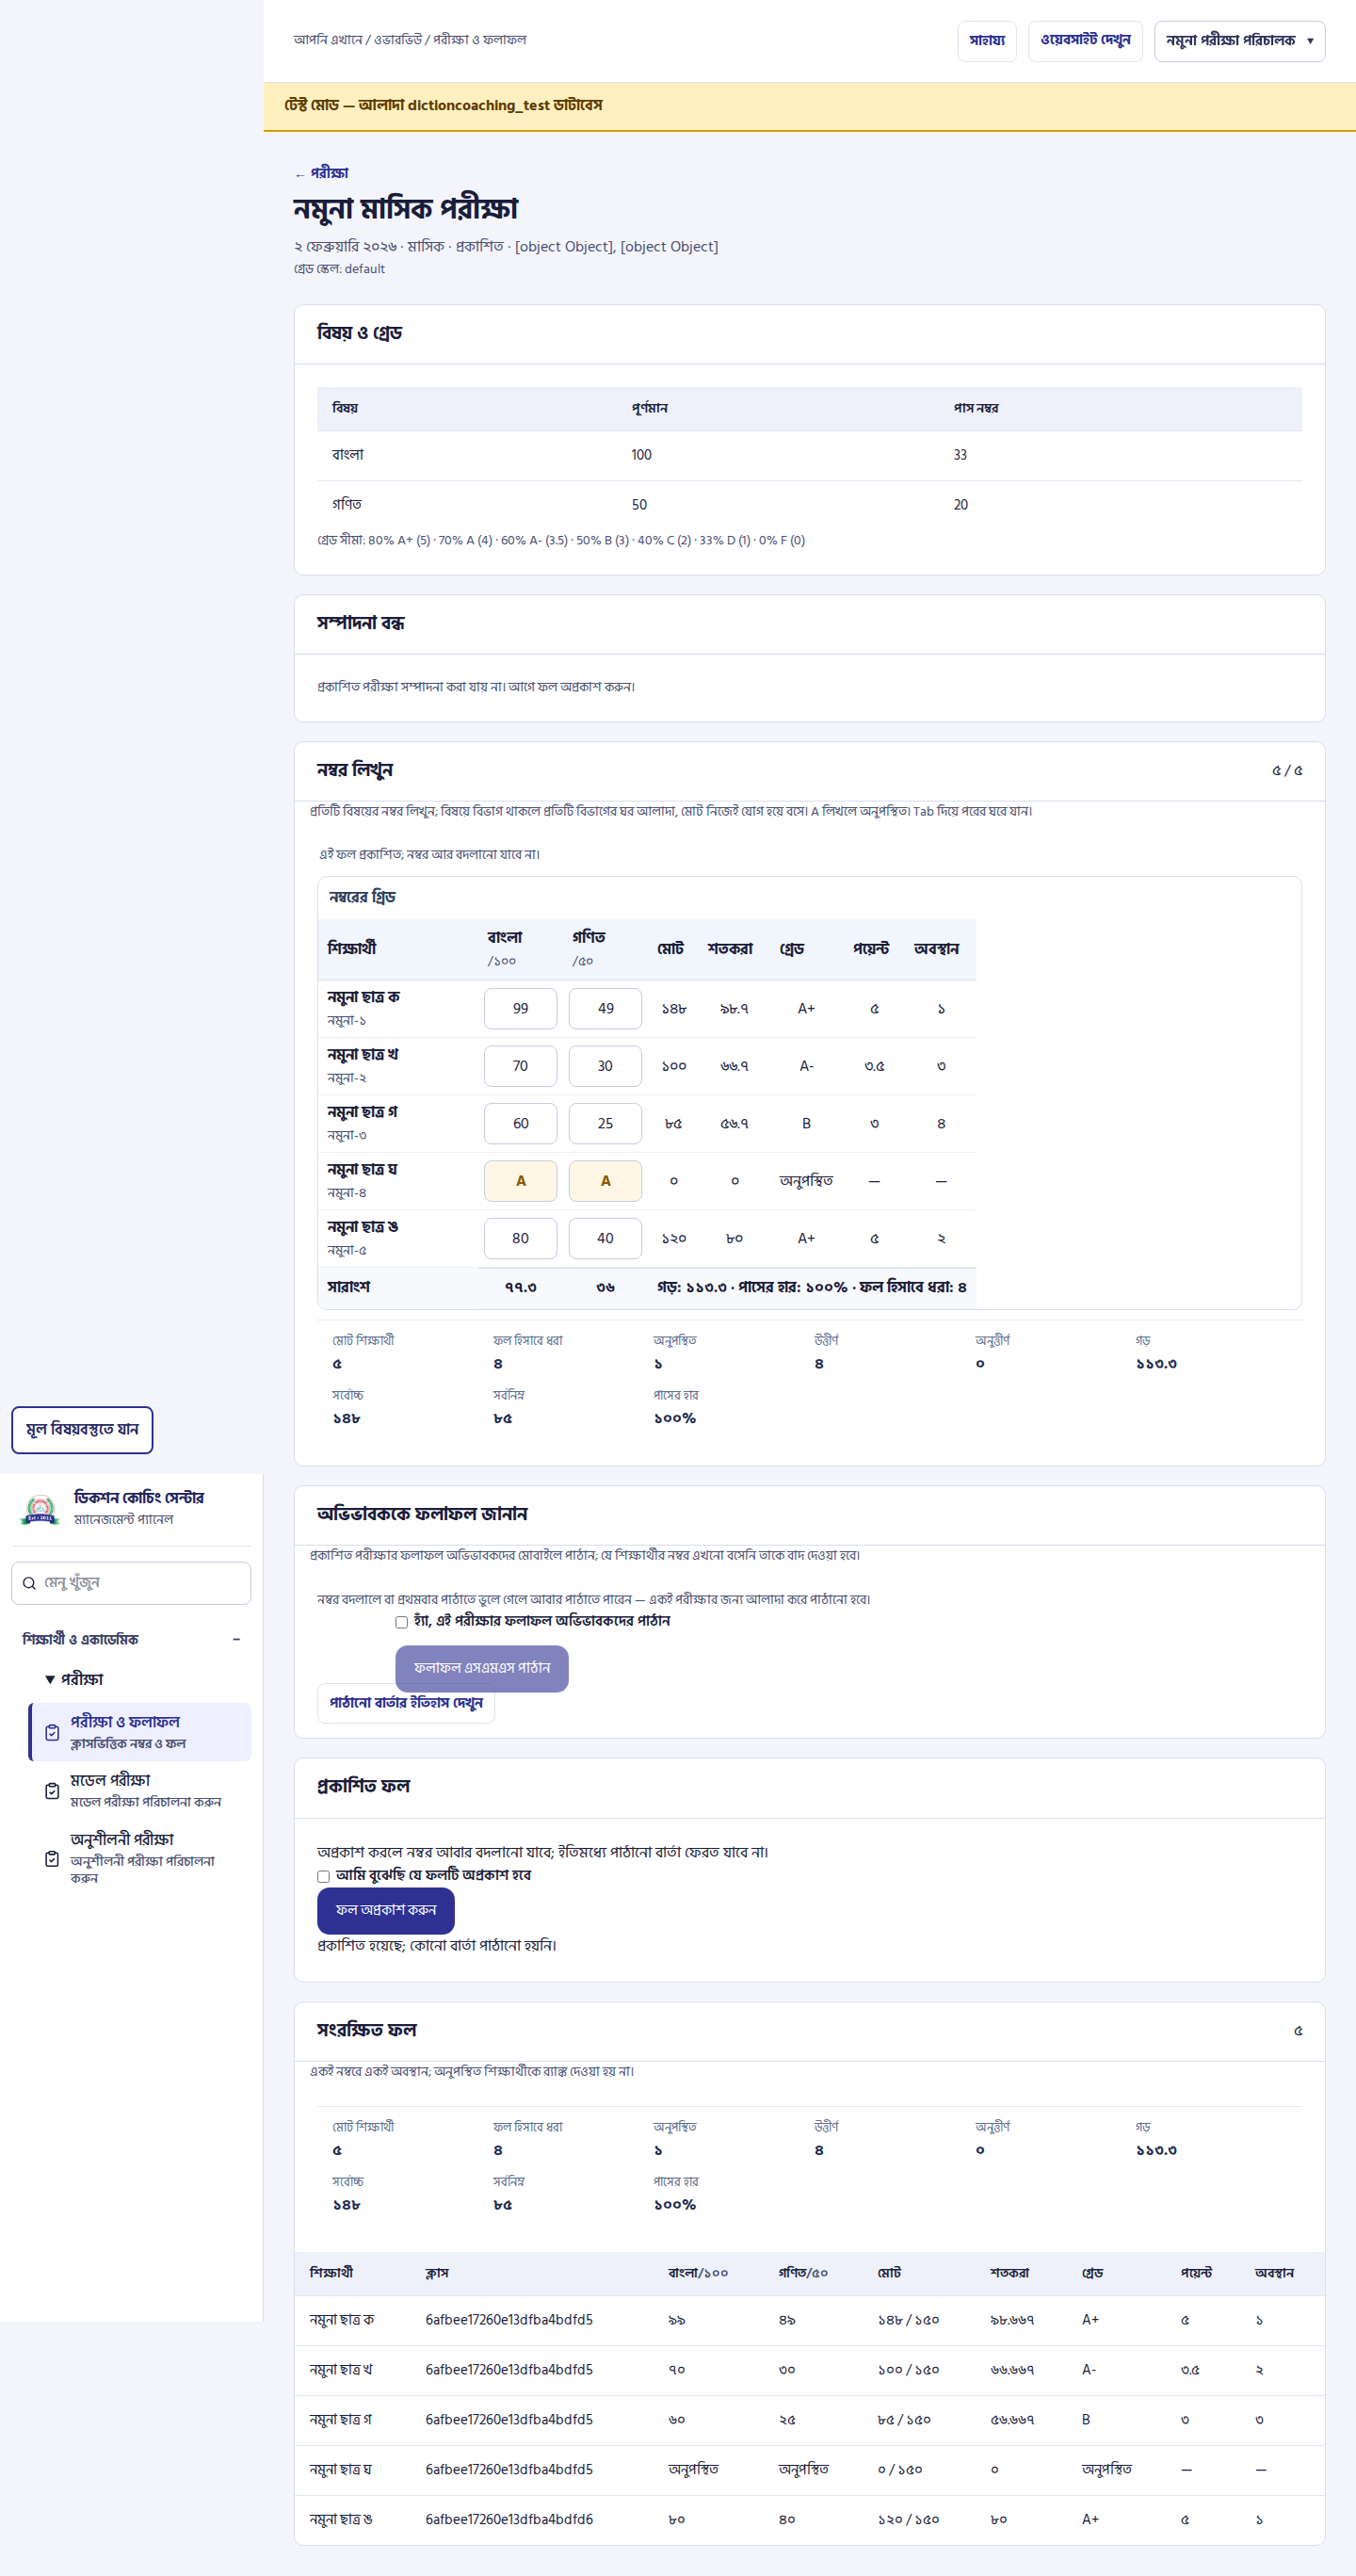 আপনি এখানে / ওভারভিউ / পরীক্ষা ও ফলাফল
সাহায্য
ওয়েবসাইট দেখুন
নমুনা পরীক্ষা পরিচালক ▾
টেস্ট মোড — আলাদা dictioncoaching_test ডাটাবেস
← পরীক্ষা
নমুনা মাসিক পরীক্ষা
২ ফেব্রুয়ারি ২০২৬ · মাসিক · প্রকাশিত · [object Object], [object Object]
গ্রেড স্কেল: default
বিষয় ও গ্রেড
বিষয় পূর্ণমান পাস নম্বর
বাংলা 100 33
গণিত 50 20
গ্রেড সীমা: 80% A+ (5) · 70% A (4) · 60% A- (3.5) · 50% B (3) · 40% C (2) · 33% D (1) · 0% F (0)
সম্পাদনা বন্ধ
প্রকাশিত পরীক্ষা সম্পাদনা করা যায় না। আগে ফল অপ্রকাশ করুন।
নম্বর লিখুন ৫ / ৫
প্রতিটি বিষয়ের নম্বর লিখুন; বিষয়ে বিভাগ থাকলে প্রতিটি বিভাগের ঘর আলাদা, মোট নিজেই যোগ হয়ে বসে। A লিখলে অনুপস্থিত। Tab দিয়ে পরের ঘরে যান।
এই ফল প্রকাশিত; নম্বর আর বদলানো যাবে না।
নম্বরের গ্রিড
শিক্ষার্থী বাংলা /১০০ গণিত /৫০ মোট শতকরা গ্রেড পয়েন্ট অবস্থান
নমুনা ছাত্র ক 99 49 ১৪৮ ৯৮.৭ A+ ৫ ১
নমুনা-১
নমুনা ছাত্র খ 70 30 ১০০ ৬৬.৭ A- ৩.৫ ৩
নমুনা-২
নমুনা ছাত্র গ 60 25 ৮৫ ৫৬.৭ B ৩ ৪
নমুনা-৩
নমুনা ছাত্র ঘ A A ০ ০ অনুপস্থিত — —
নমুনা-৪
নমুনা ছাত্র ঙ 80 40 ১২০ ৮০ A+ ৫ ২
নমুনা-৫
সারাংশ ৭৭.৩ ৩৬ গড়: ১১৩.৩ · পাসের হার: ১০০% · ফল হিসাবে ধরা: ৪
মোট শিক্ষার্থী ফল হিসাবে ধরা অনুপস্থিত উত্তীর্ণ অনুত্তীর্ণ গড়
৫ ৪ ১ ৪ ০ ১১৩.৩
সর্বোচ্চ সর্বনিম্ন পাসের হার
১৪৮ ৮৫ ১০০%
মূল বিষয়বস্তুতে যান
ডিকশন কোচিং সেন্টার
ম্যানেজমেন্ট প্যানেল
মেনু খুঁজুন
শিক্ষার্থী ও একাডেমিক −
▼ পরীক্ষা
পরীক্ষা ও ফলাফল
ক্লাসভিত্তিক নম্বর ও ফল
মডেল পরীক্ষা
মডেল পরীক্ষা পরিচালনা করুন
অনুশীলনী পরীক্ষা
অনুশীলনী পরীক্ষা পরিচালনা
করুন
অভিভাবককে ফলাফল জানান
প্রকাশিত পরীক্ষার ফলাফল অভিভাবকদের মোবাইলে পাঠান; যে শিক্ষার্থীর নম্বর এখনো বসেনি তাকে বাদ দেওয়া হবে।
নম্বর বদলালে বা প্রথমবার পাঠাতে ভুলে গেলে আবার পাঠাতে পারেন — একই পরীক্ষার জন্য আলাদা করে পাঠানো হবে।
হ্যাঁ, এই পরীক্ষার ফলাফল অভিভাবকদের পাঠান
ফলাফল এসএমএস পাঠান
পাঠানো বার্তার ইতিহাস দেখুন
প্রকাশিত ফল
অপ্রকাশ করলে নম্বর আবার বদলানো যাবে; ইতিমধ্যে পাঠানো বার্তা ফেরত যাবে না।
আমি বুঝেছি যে ফলটি অপ্রকাশ হবে
ফল অপ্রকাশ করুন
প্রকাশিত হয়েছে; কোনো বার্তা পাঠানো হয়নি।
সংরক্ষিত ফল ৫
একই নম্বরে একই অবস্থান; অনুপস্থিত শিক্ষার্থীকে র‍্যাঙ্ক দেওয়া হয় না।
মোট শিক্ষার্থী ফল হিসাবে ধরা অনুপস্থিত উত্তীর্ণ অনুত্তীর্ণ গড়
৫ ৪ ১ ৪ ০ ১১৩.৩
সর্বোচ্চ সর্বনিম্ন পাসের হার
১৪৮ ৮৫ ১০০%
শিক্ষার্থী ক্লাস বাংলা/১০০ গণিত/৫০ মোট শতকরা গ্রেড পয়েন্ট অবস্থান
নমুনা ছাত্র ক 6afbee17260e13dfba4bdfd5 ৯৯ ৪৯ ১৪৮ / ১৫০ ৯৮.৬৬৭ A+ ৫ ১
নমুনা ছাত্র খ 6afbee17260e13dfba4bdfd5 ৭০ ৩০ ১০০ / ১৫০ ৬৬.৬৬৭ A- ৩.৫ ২
নমুনা ছাত্র গ 6afbee17260e13dfba4bdfd5 ৬০ ২৫ ৮৫ / ১৫০ ৫৬.৬৬৭ B ৩ ৩
নমুনা ছাত্র ঘ 6afbee17260e13dfba4bdfd5 অনুপস্থিত অনুপস্থিত ০ / ১৫০ ০ অনুপস্থিত — —
নমুনা ছাত্র ঙ 6afbee17260e13dfba4bdfd6 ৮০ ৪০ ১২০ / ১৫০ ৮০ A+ ৫ ১